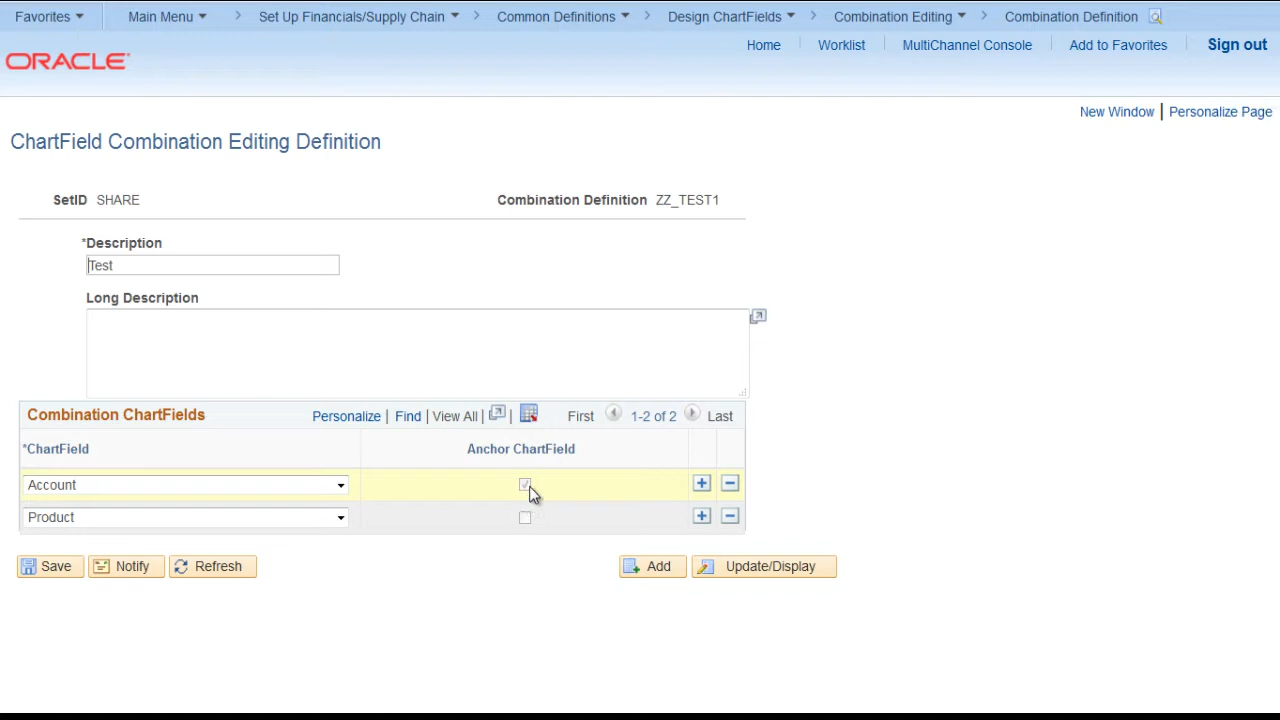 Favorites Main Menu > Set Up Financials/Supply Chain > Common Definitions > Design ChartFields > Combination Editing > Combination Definition
Home Worklist MultiChannel Console Add to Favorites Sign out
ORACLE
New Window | Personalize Page
ChartField Combination Editing Definition
SetID SHARE Combination Definition ZZ_TEST1
*Description
Test
Long Description
Combination ChartFields Personalize | Find | View All | | First 1-2 of 2 Last
*ChartField Anchor ChartField
Account
Product
Save Notify Refresh Add Update/Display